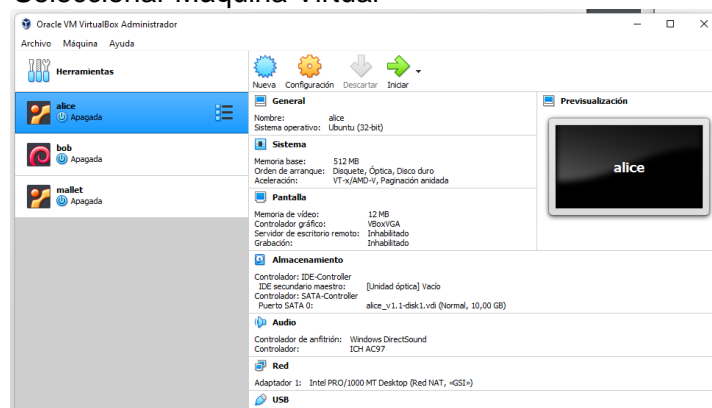 Seleccionar Máquina Virtual
Oracle VM VirtualBox Administrador
Archivo Máquina Ayuda
Herramientas
Nueva Configuración Descartar Iniciar
alice
Apagada
bob
Apagada
mallet
Apagada
General
Nombre: alice
Sistema operativo: Ubuntu (32-bit)
Sistema
Memoria base: 512 MB
Orden de arranque: Disquete, Óptica, Disco duro
Aceleración: VT-x/AMD-V, Paginación anidada
Pantalla
Memoria de vídeo: 12 MB
Controlador gráfico: VBoxVGA
Servidor de escritorio remoto: Inhabilitado
Grabación: Inhabilitado
Almacenamiento
Controlador: IDE-Controller
IDE secundario maestro: [Unidad óptica] Vacío
Controlador: SATA-Controller
Puerto SATA 0: alice_v1.1-disk1.vdi (Normal, 10,00 GB)
Audio
Controlador de anfitrión: Windows DirectSound
Controlador: ICH AC97
Red
Adaptador 1: Intel PRO/1000 MT Desktop (Red NAT, «GSI»)
USB
Previsualización
alice